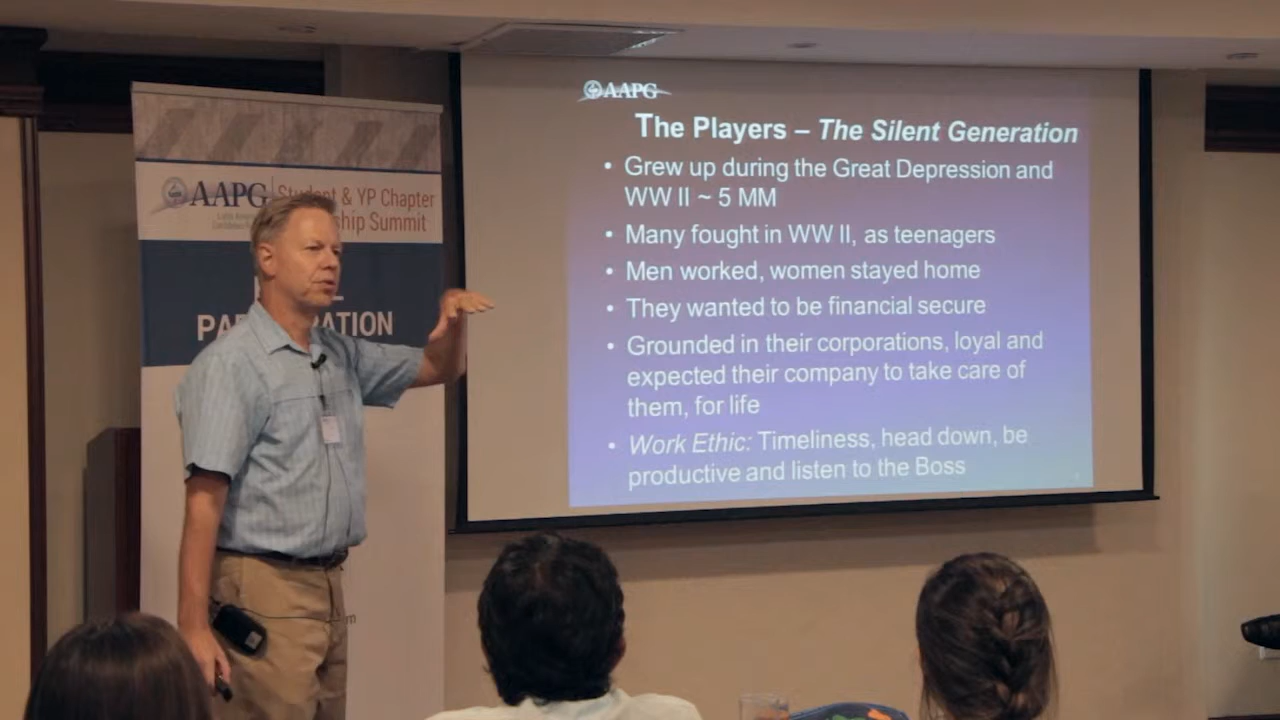 AAPG
The Players – The Silent Generation
• Grew up during the Great Depression and
WW II ~ 5 MM
• Many fought in WW II, as teenagers
• Men worked, women stayed home
• They wanted to be financial secure
• Grounded in their corporations, loyal and
expected their company to take care of
them, for life
• Work Ethic: Timeliness, head down, be
productive and listen to the Boss
AAPG
Student & YP Chapter
Summit